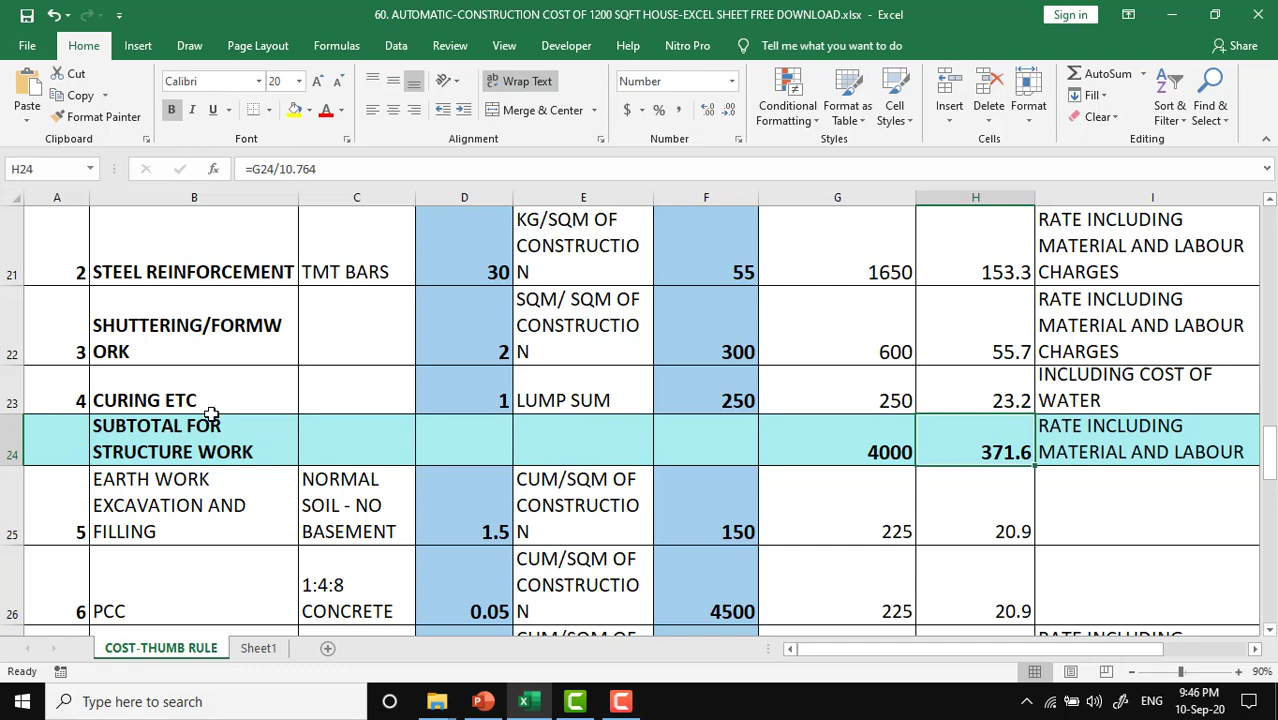 60. AUTOMATIC-CONSTRUCTION COST OF 1200 SQFT HOUSE-EXCEL SHEET FREE DOWNLOAD.xlsx - Excel
Sign in
File Home Insert Draw Page Layout Formulas Data Review View Developer Help Nitro Pro Tell me what you want to do Share
Paste
Cut
Copy
Format Painter
Clipboard
Calibri 20
B I U
Font
Wrap Text
Merge & Center
Alignment
Number
$ %
Number
Conditional Formatting
Format as Table
Cell Styles
Styles
Insert Delete Format
Cells
AutoSum
Fill
Clear
Sort & Filter
Find & Select
Editing
H24 fx =G24/10.764
A B C D E F G H I
21 2 STEEL REINFORCEMENT TMT BARS 30 KG/SQM OF
CONSTRUCTIO
N 55 1650 153.3 RATE INCLUDING
MATERIAL AND LABOUR
CHARGES
22 3 SHUTTERING/FORMW
ORK 2 SQM/ SQM OF
CONSTRUCTIO
N 300 600 55.7 RATE INCLUDING
MATERIAL AND LABOUR
CHARGES
23 4 CURING ETC 1 LUMP SUM 250 250 23.2 INCLUDING COST OF
WATER
24 SUBTOTAL FOR
STRUCTURE WORK 4000 371.6 RATE INCLUDING
MATERIAL AND LABOUR
25 5 EARTH WORK
EXCAVATION AND
FILLING NORMAL
SOIL - NO
BASEMENT 1.5 CUM/SQM OF
CONSTRUCTIO
N 150 225 20.9
26 6 PCC 1:4:8
CONCRETE 0.05 CUM/SQM OF
CONSTRUCTIO
N 4500 225 20.9
COST-THUMB RULE Sheet1
Ready 90%
Type here to search
ENG
9:46 PM
10-Sep-20